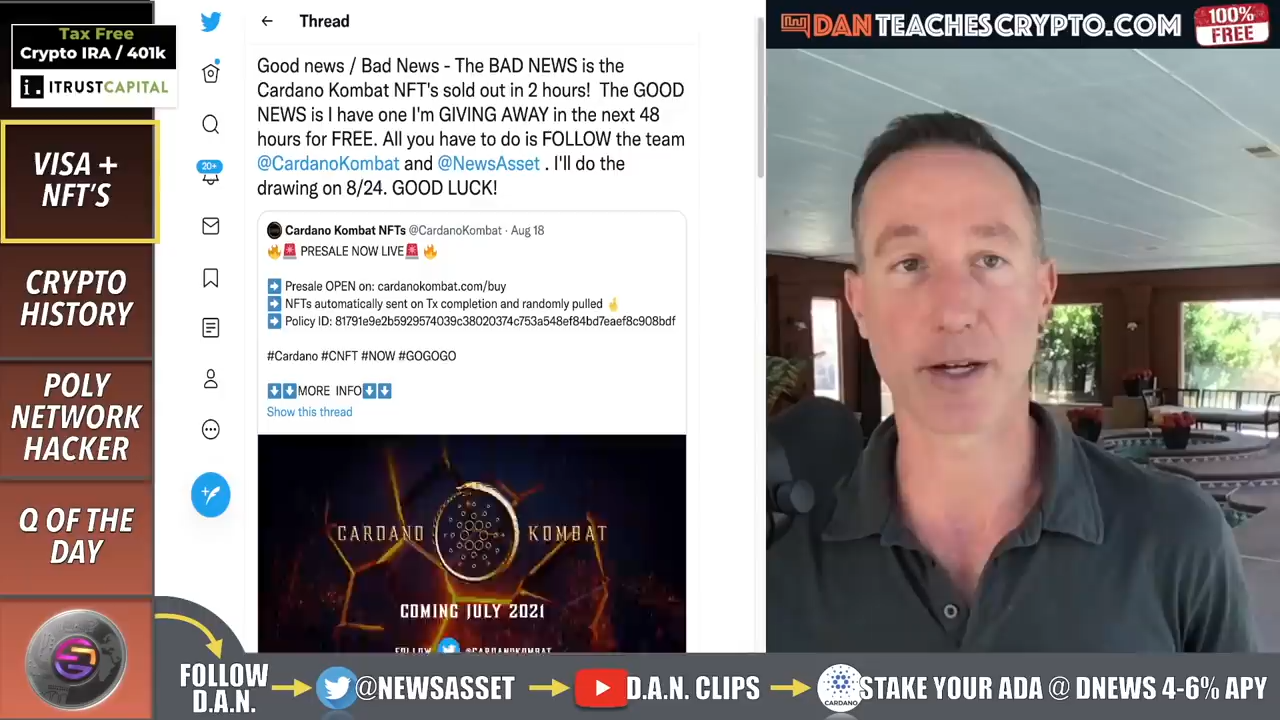 Tax Free
Crypto IRA / 401k
ITRUSTCAPITAL
VISA +
NFT'S
CRYPTO
HISTORY
POLY
NETWORK
HACKER
Q OF THE
DAY
20+
Thread
Good news / Bad News - The BAD NEWS is the
Cardano Kombat NFT's sold out in 2 hours! The GOOD
NEWS is I have one I'm GIVING AWAY in the next 48
hours for FREE. All you have to do is FOLLOW the team
@CardanoKombat and @NewsAsset . I'll do the
drawing on 8/24. GOOD LUCK!
Cardano Kombat NFTs @CardanoKombat · Aug 18
PRESALE NOW LIVE
Presale OPEN on: cardanokombat.com/buy
NFTs automatically sent on Tx completion and randomly pulled
Policy ID: 81791e9e2b5929574039c38020374c753a548ef84bd7eaef8c908bdf
#Cardano #CNFT #NOW #GOGOGO
MORE INFO
Show this thread
CARDANO KOMBAT
COMING JULY 2021
FOLLOW @CARDANOKOMBAT
DANTEACHESCRYPTO.COM
100%
FREE
FOLLOW
D.A.N.
@NEWSASSET
D.A.N. CLIPS
CARDANO
STAKE YOUR ADA @ DNEWS 4-6% APY